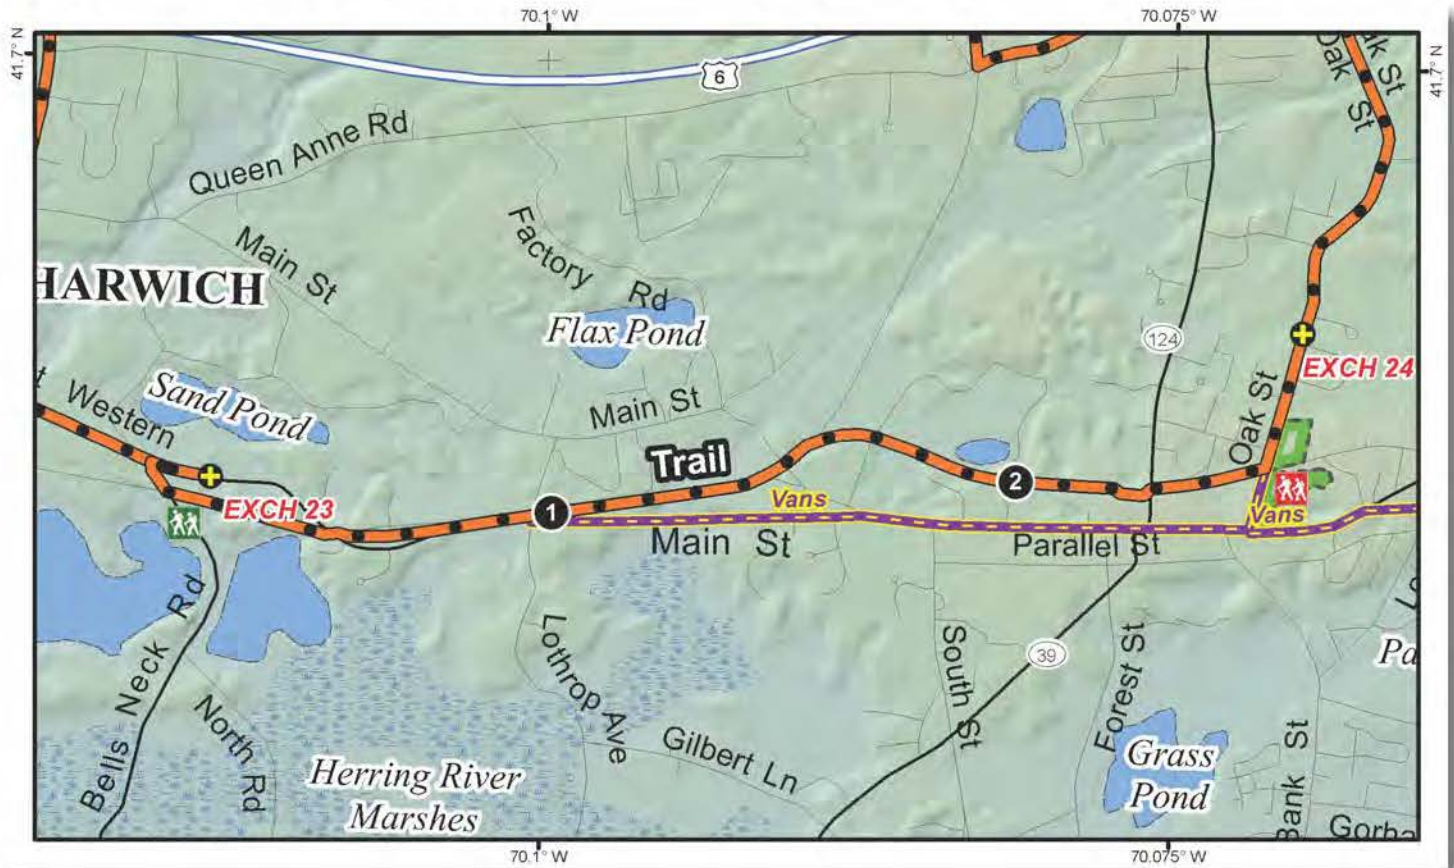 70.1° W
70.075° W
41.7° N
41.7° N
6
Oak St
Oak St
Queen Anne Rd
Main St
Factory Rd
HARWICH
Flax Pond
124
EXCH 24
Western
Sand Pond
Main St
Oak St
Trail
2
1
Vans
Vans
EXCH 23
Main St
Parallel St
Bells Neck Rd
North Rd
Lothrop Ave
Gilbert Ln
South St
39
Forest St
Bank St
Herring River
Marshes
Grass
Pond
70.1° W
70.075° W